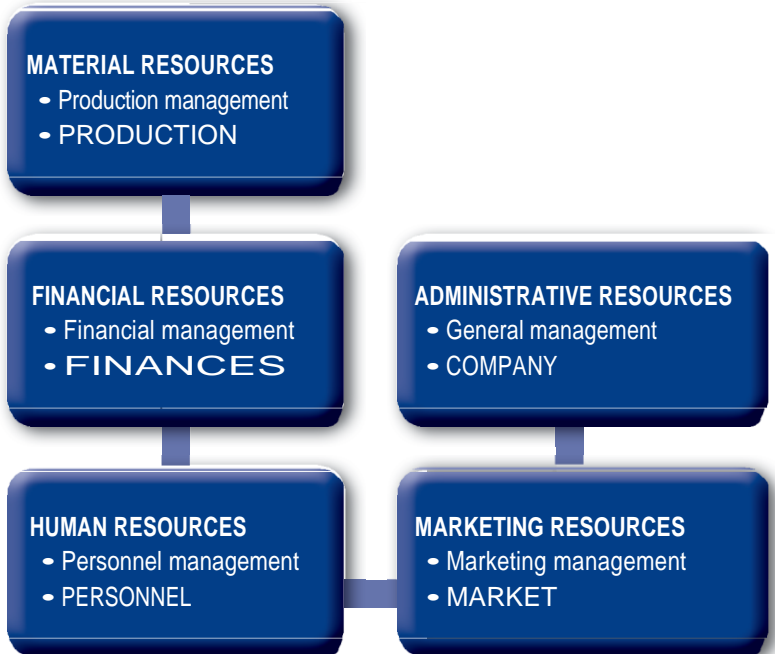 MATERIAL RESOURCES
• Production management
• PRODUCTION
FINANCIAL RESOURCES
• Financial management
• FINANCES
HUMAN RESOURCES
• Personnel management
• PERSONNEL
MARKETING RESOURCES
• Marketing management
• MARKET
ADMINISTRATIVE RESOURCES
• General management
• COMPANY